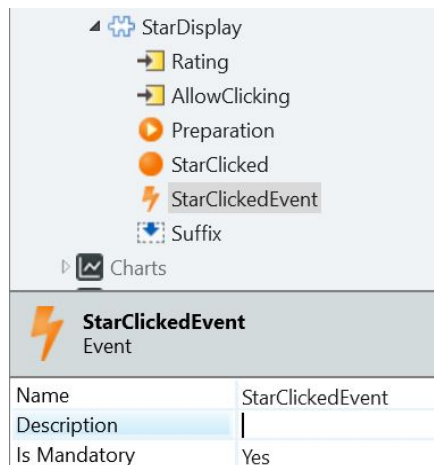 StarDisplay
Rating
AllowClicking
Preparation
StarClicked
StarClickedEvent
Suffix
Charts
StarClickedEvent
Event
Name StarClickedEvent
Description
Is Mandatory Yes